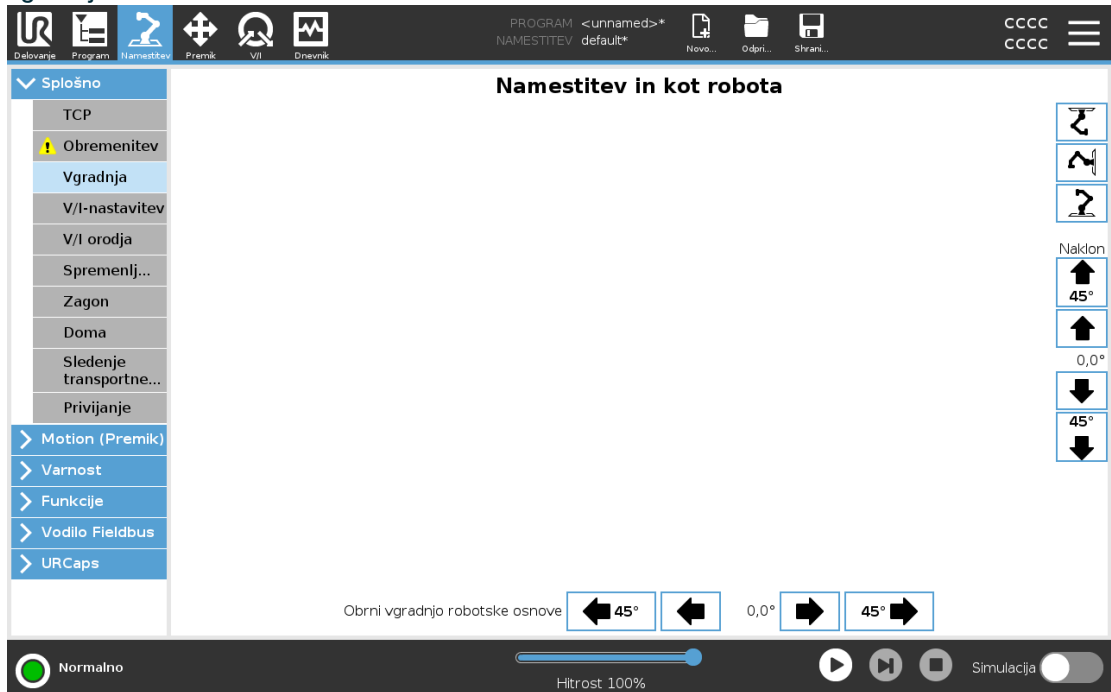 PROGRAM <unnamed>*
NAMESTITEV default*
cccc
cccc
Delovanje
Program
Namestitev
Premik
V/I
Dnevnik
Novo...
Odpri...
Shrani...
Splošno
TCP
Obremenitev
Vgradnja
V/I-nastavitev
V/I orodja
Spremenlj...
Zagon
Doma
Sledenje
transportne...
Privijanje
Motion (Premik)
Varnost
Funkcije
Vodilo Fieldbus
URCaps
Namestitev in kot robota
Naklon
45°
0,0°
45°
Obrni vgradnjo robotske osnove 45° 0,0° 45°
Normalno
Hitrost 100%
Simulacija